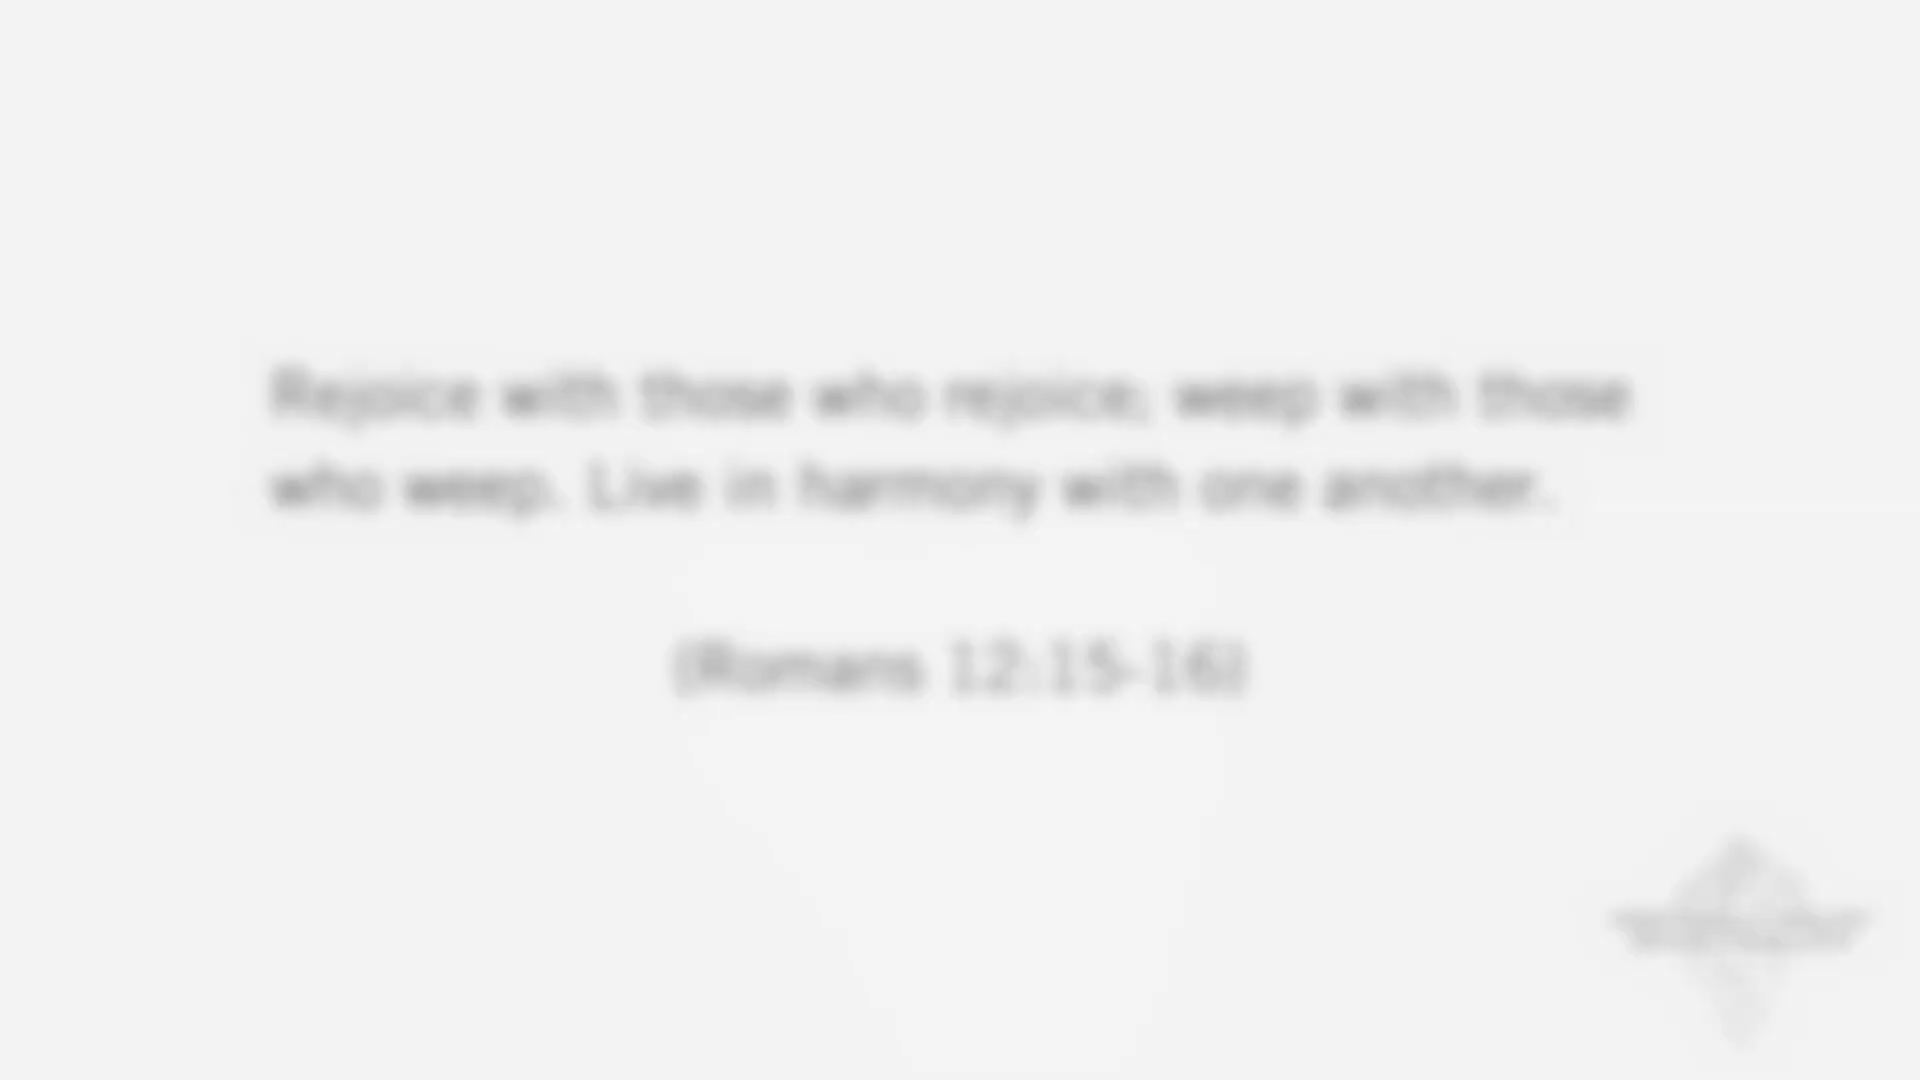 Rejoice with those who rejoice; weep with those
who weep. Live in harmony with one another.
(Romans 12:15-16)